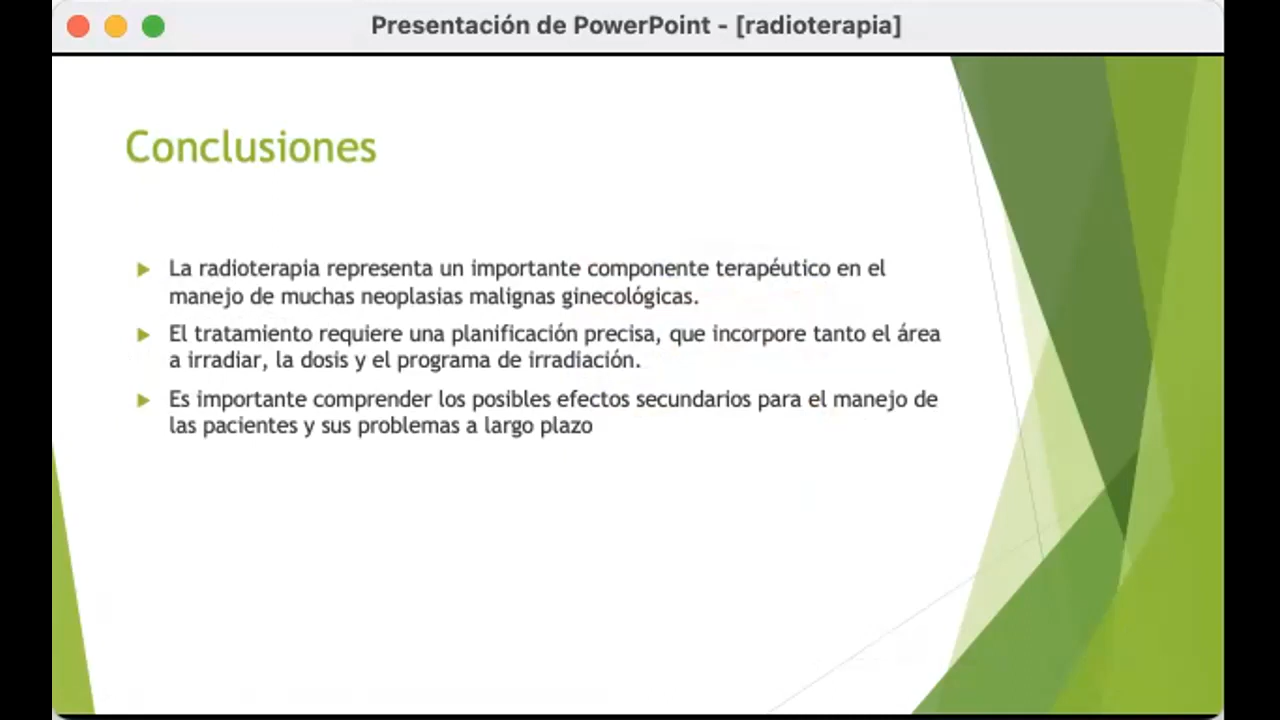 Presentación de PowerPoint - [radioterapia]
Conclusiones
La radioterapia representa un importante componente terapéutico en el
manejo de muchas neoplasias malignas ginecológicas.
El tratamiento requiere una planificación precisa, que incorpore tanto el área
a irradiar, la dosis y el programa de irradiación.
Es importante comprender los posibles efectos secundarios para el manejo de
las pacientes y sus problemas a largo plazo